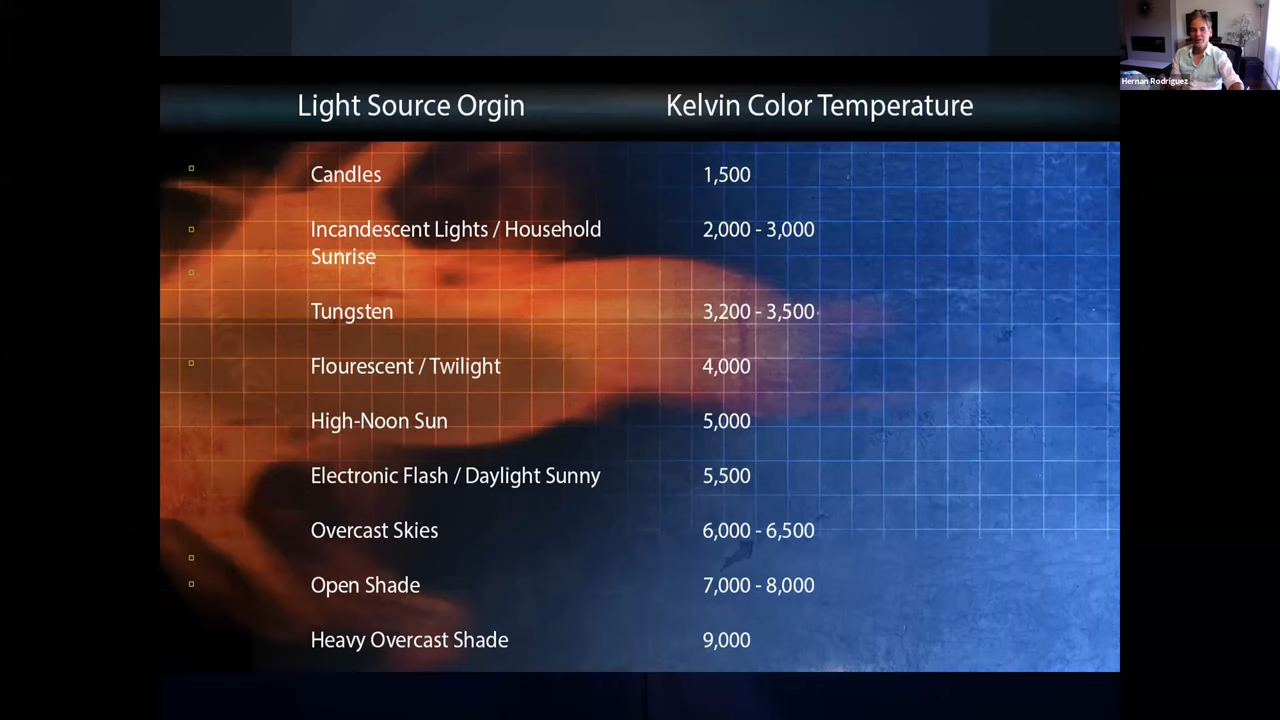 Hernan Rodriguez
Light Source Orgin Kelvin Color Temperature
Candles 1,500
Incandescent Lights / Household 2,000 - 3,000
Sunrise
Tungsten 3,200 - 3,500
Flourescent / Twilight 4,000
High-Noon Sun 5,000
Electronic Flash / Daylight Sunny 5,500
Overcast Skies 6,000 - 6,500
Open Shade 7,000 - 8,000
Heavy Overcast Shade 9,000